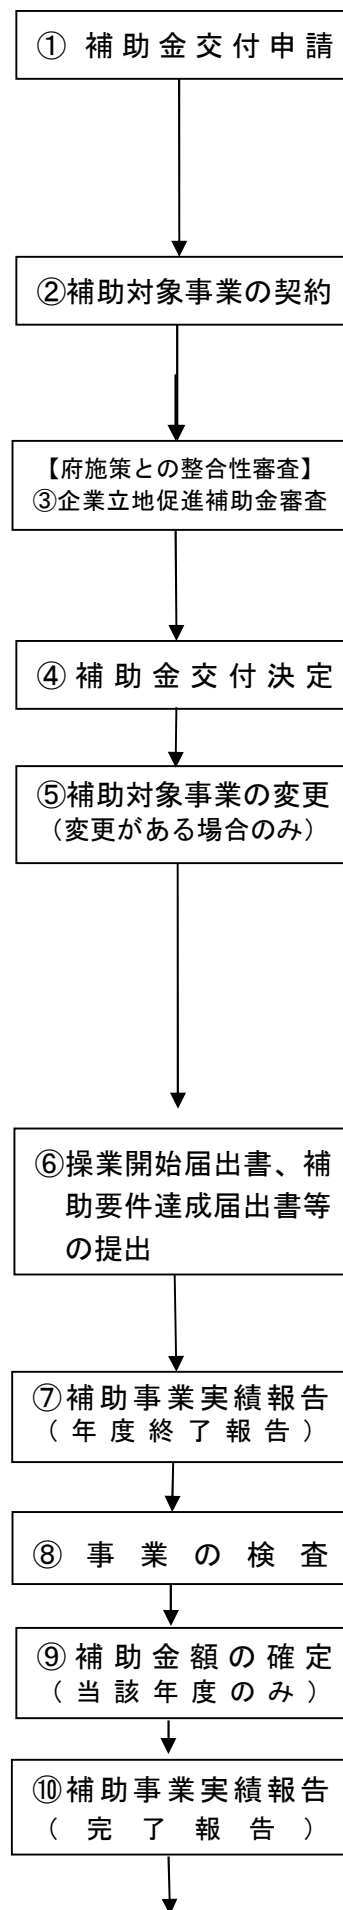 ① 補助金交付申請
②補助対象事業の契約
【府施策との整合性審査】
③企業立地促進補助金審査
④補助金交付決定
⑤補助対象事業の変更
（変更がある場合のみ）
⑥操業開始届出書、補
助要件達成届出書等
の提出
⑦補助事業実績報告
（年度終了報告）
⑧事業の検査
⑨補助金額の確定
（当該年度のみ）
⑩補助事業実績報告
（完了報告）